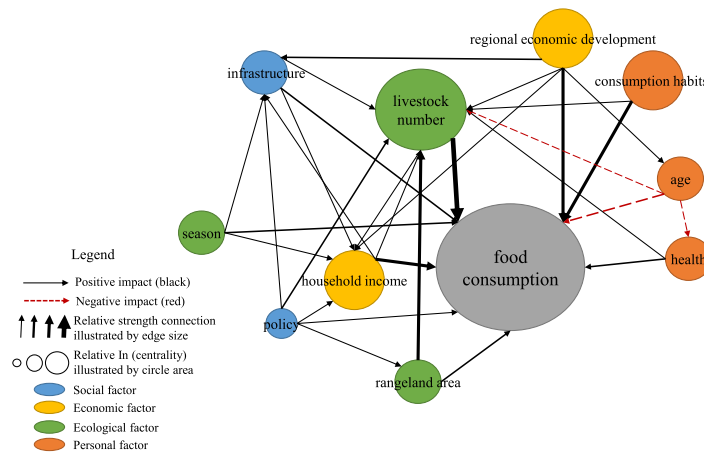 regional economic development
infrastructure
consumption habits
livestock
number
age
season
food
consumption
health
Legend
household income
Positive impact (black)
Negative impact (red)
policy
Relative strength connection
illustrated by edge size
Relative In (centrality)
illustrated by circle area
rangeland area
Social factor
Economic factor
Ecological factor
Personal factor